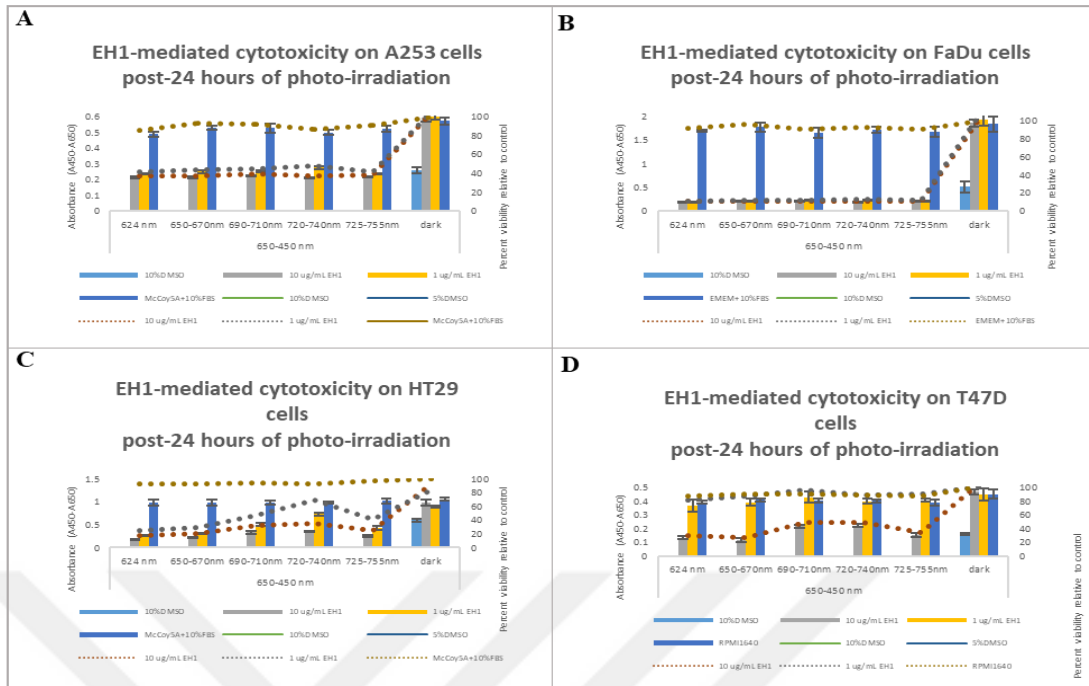 A
EH1-mediated cytotoxicity on A253 cells
post-24 hours of photo-irradiation
Absorbance (A450-A650)
0.6
0.5
0.4
0.3
0.2
0.1
0
100
80
60
40
20
0
Percent viability relative to control
624 nm 650-670nm 690-710nm 720-740nm 725-755nm dark
650-450 nm
10%DMSO 10 ug/mL EH1 1 ug/mL EH1
McCoy5A+10%FBS 10%DMSO 5%DMSO
10 ug/mL EH1 1 ug/mL EH1 McCoy5A+10%FBS
B
EH1-mediated cytotoxicity on FaDu cells
post-24 hours of photo-irradiation
Absorbance (A450-A650)
2
1.5
1
0.5
0
100
80
60
40
20
0
Percent viability relative to control
624 nm 650-670nm 690-710nm 720-740nm 725-755nm dark
650-450 nm
10%DMSO 10 ug/mL EH1 1 ug/mL EH1
EMEM+10%FBS 10%DMSO 5%DMSO
10 ug/mL EH1 1 ug/mL EH1 EMEM+10%FBS
C
EH1-mediated cytotoxicity on HT29
cells
post-24 hours of photo-irradiation
Absorbance (A450-A650)
1.5
1
0.5
0
100
80
60
40
20
0
Percent viability relative to control
624 nm 650-670nm 690-710nm 720-740nm 725-755nm dark
650-450 nm
10%DMSO 10 ug/mL EH1 1 ug/mL EH1
McCoy5A+10%FBS 10%DMSO 5%DMSO
10 ug/mL EH1 1 ug/mL EH1 McCoy5A+10%FBS
D
EH1-mediated cytotoxicity on T47D
cells
post-24 hours of photo-irradiation
Absorbance (A450-A650)
0.5
0.4
0.3
0.2
0.1
0
100
80
60
40
20
0
Percent viability relative to control
624 nm 650-670nm 690-710nm 720-740nm 725-755nm dark
650-450 nm
10%DMSO 10 ug/mL EH1 1 ug/mL EH1
RPMI1640 10%DMSO 5%DMSO
10 ug/mL EH1 1 ug/mL EH1 RPMI1640